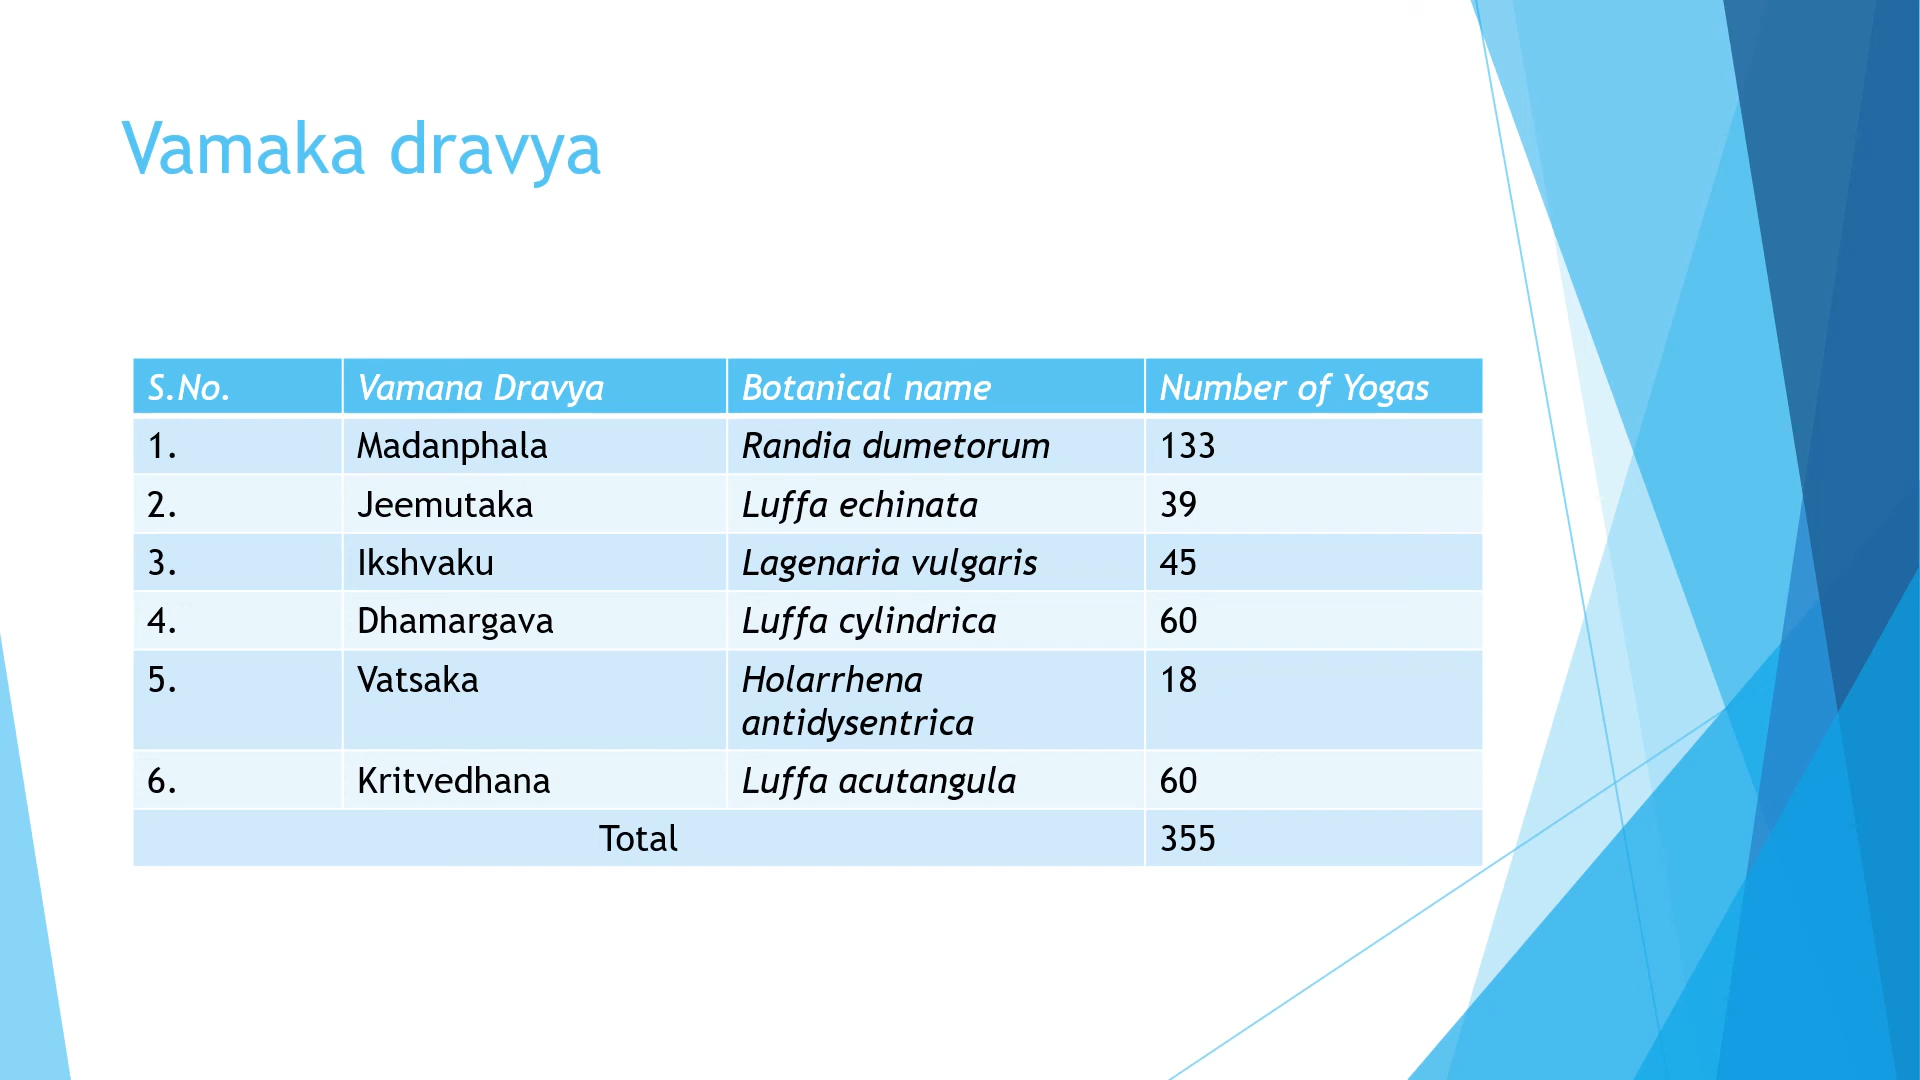 Vamaka dravya
S.No. Vamana Dravya Botanical name Number of Yogas
1. Madanphala Randia dumetorum 133
2. Jeemutaka Luffa echinata 39
3. Ikshvaku Lagenaria vulgaris 45
4. Dhamargava Luffa cylindrica 60
5. Vatsaka Holarrhena 18
antidysentrica
6. Kritvedhana Luffa acutangula 60
Total 355